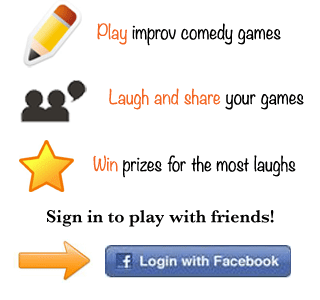 Play improv comedy games
Laugh and share your games
Win prizes for the most laughs
Sign in to play with friends!
f Login with Facebook